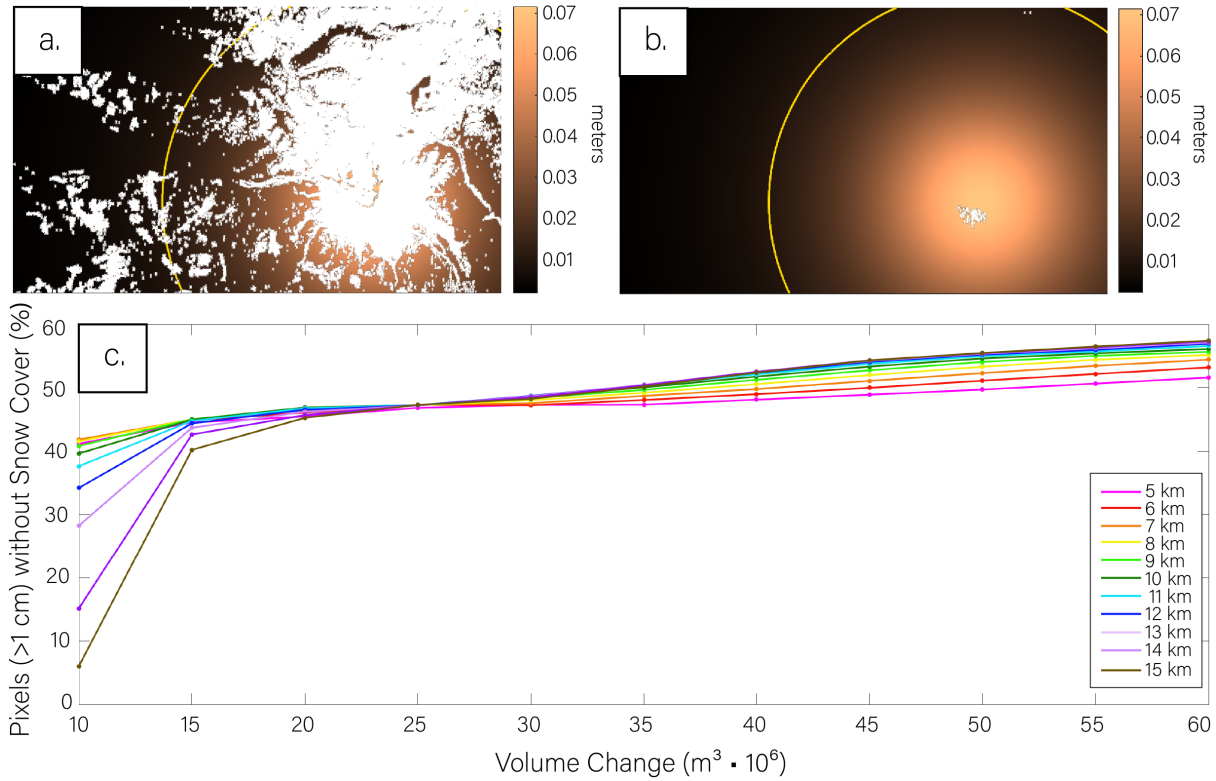 a.
0.07
0.06
0.05
0.04
0.03
0.02
0.01
meters
b.
0.07
0.06
0.05
0.04
0.03
0.02
0.01
meters
c.
Pixels (>1 cm) without Snow Cover (%)
60
50
40
30
20
10
0
10 15 20 25 30 35 40 45 50 55 60
Volume Change (m³ ▪ 10⁶)
5 km
6 km
7 km
8 km
9 km
10 km
11 km
12 km
13 km
14 km
15 km